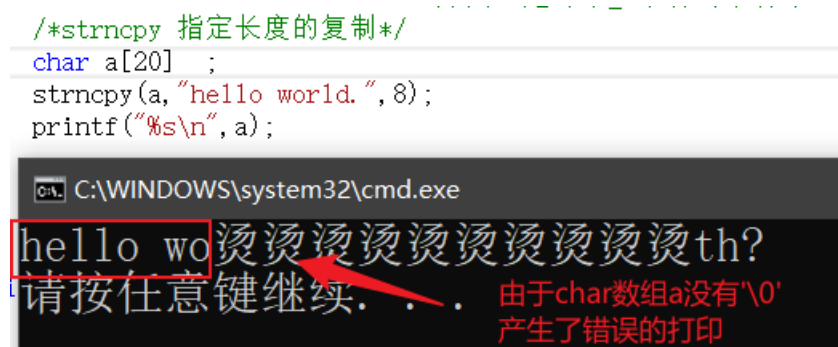 /*strncpy 指定长度的复制*/
char a[20]  ;
strncpy(a,"hello world.",8);
printf("%s\n",a);
C:\WINDOWS\system32\cmd.exe
hello wo烫烫烫烫烫烫烫烫烫烫th?
请按任意键继续. . .
由于char数组a没有'\0'
产生了错误的打印